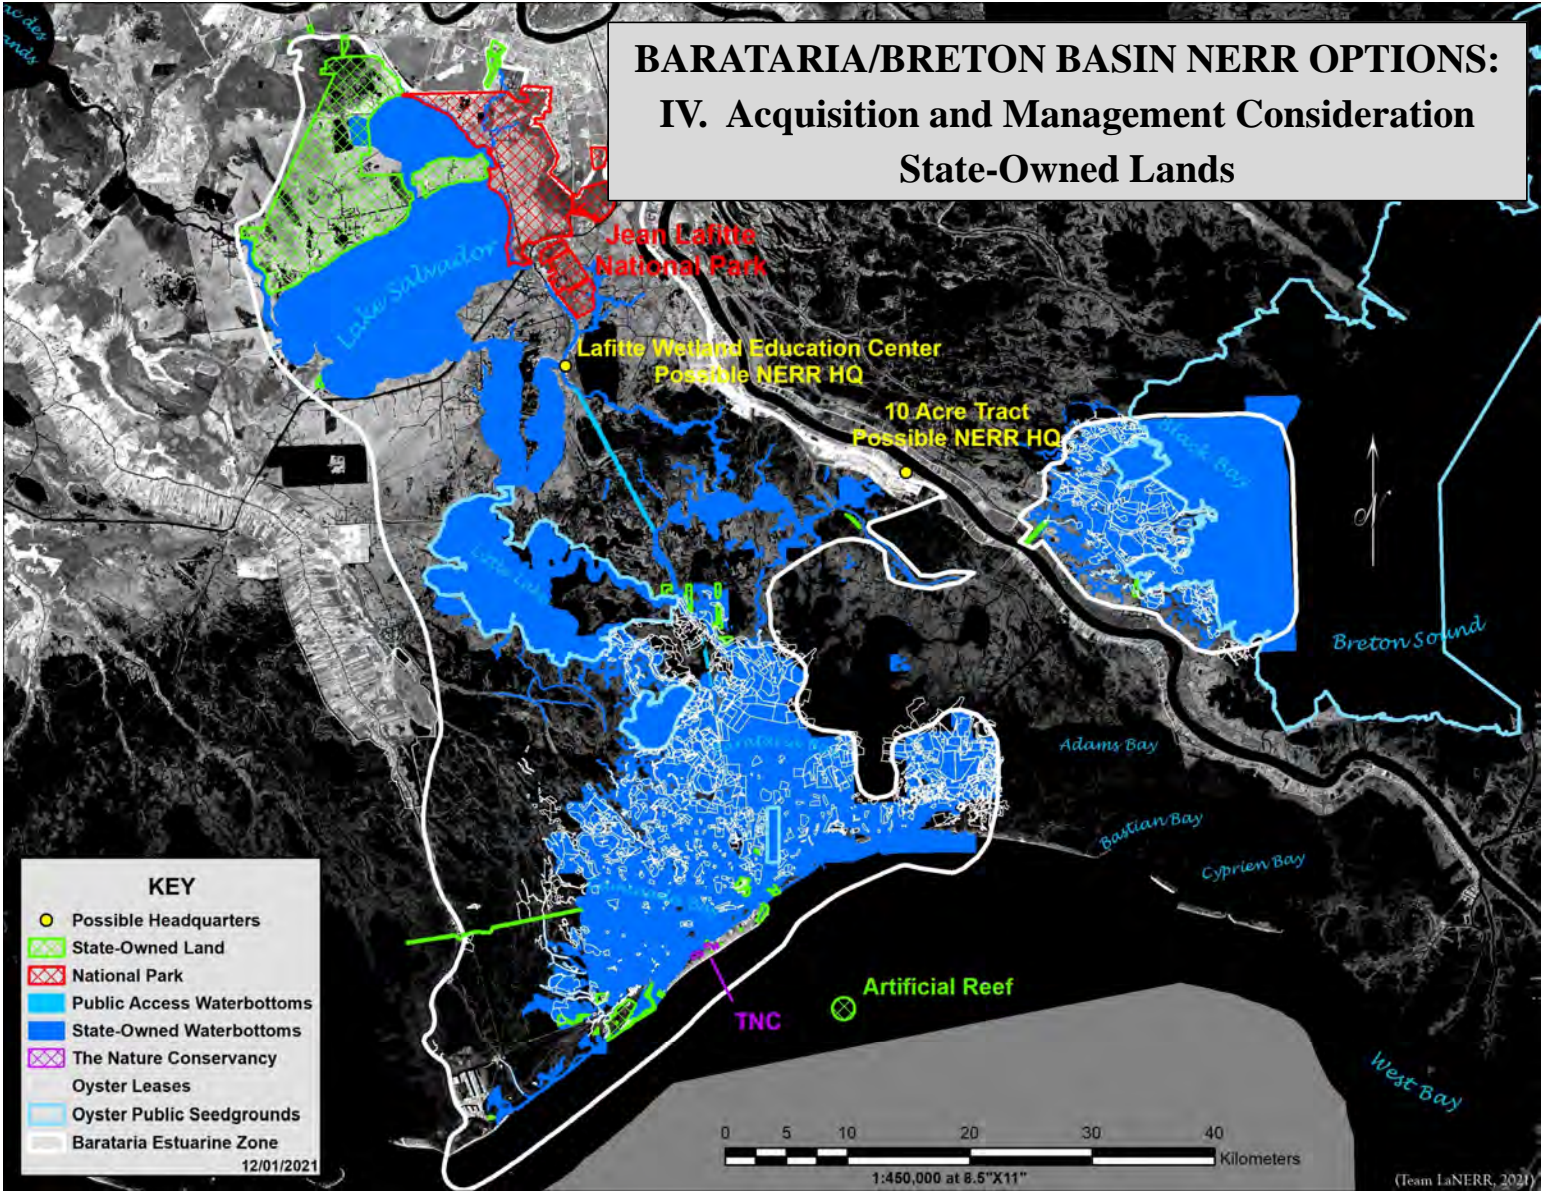 ac des
ands
BARATARIA/BRETON BASIN NERR OPTIONS:
IV. Acquisition and Management Consideration
State-Owned Lands
Jean Lafitte
National Park
Lake Salvador
Lafitte Wetland Education Center
Possible NERR HQ
10 Acre Tract
Possible NERR HQ
Black Bay
Little Lake
Breton Sound
Adams Bay
Bastian Bay
Cyprien Bay
West Bay
TNC
Artificial Reef
KEY
Possible Headquarters
State-Owned Land
National Park
Public Access Waterbottoms
State-Owned Waterbottoms
The Nature Conservancy
Oyster Leases
Oyster Public Seedgrounds
Barataria Estuarine Zone
12/01/2021
0 5 10 20 30 40
Kilometers
1:450,000 at 8.5"X11"
(Team LaNERR, 2021)